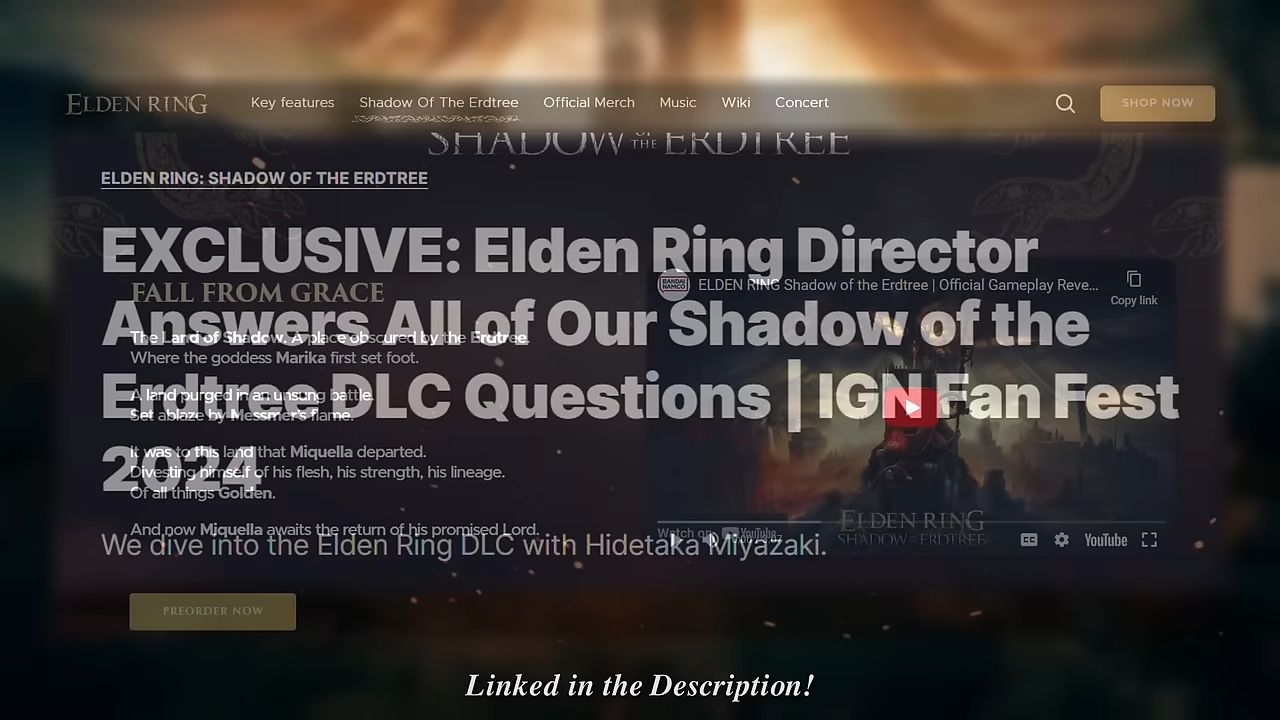 ELDEN RING
Key features
Shadow Of The Erdtree
Official Merch
Music
Wiki
Concert
SHOP NOW
SHADOW OF THE ERDTREE
ELDEN RING: SHADOW OF THE ERDTREE
EXCLUSIVE: Elden Ring Director
Answers All of Our Shadow of the
Erdtree DLC Questions | IGN Fan Fest
2024
We dive into the Elden Ring DLC with Hidetaka Miyazaki.
FALL FROM GRACE
The Land of Shadow. A place obscured by the Erdtree.
Where the goddess Marika first set foot.
A land purged in an unsung battle.
Set ablaze by Messmer's flame.
It was to this land that Miquella departed.
Divesting himself of his flesh, his strength, his lineage.
Of all things Golden.
And now Miquella awaits the return of his promised Lord.
PREORDER NOW
BANDAI NAMCO
ELDEN RING Shadow of the Erdtree | Official Gameplay Reve...
Copy link
ELDEN RING
SHADOW OF THE ERDTREE
Watch on YouTube
CC
YouTube
Linked in the Description!